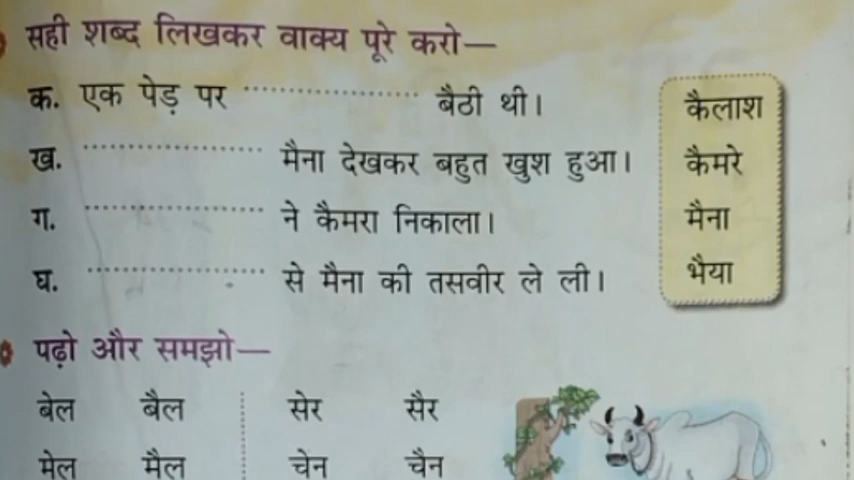 सही शब्द लिखकर वाक्य पूरे करो—
क. एक पेड़ पर .................... बैठी थी।
ख. .................... मैना देखकर बहुत खुश हुआ।
ग. .................... ने कैमरा निकाला।
घ. .................... से मैना की तसवीर ले ली।
कैलाश
कैमरे
मैना
भैया
पढ़ो और समझो—
बेल बैल सेर सैर
मेल मैल चेन चैन